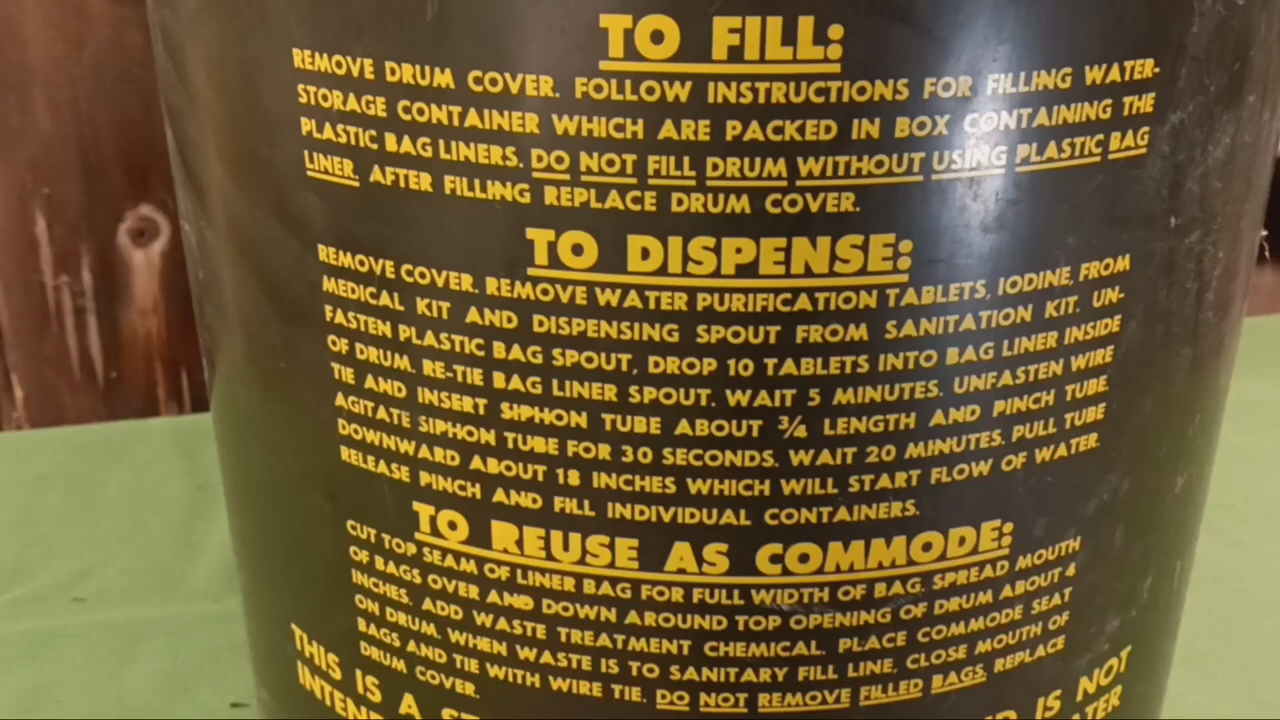 TO FILL:
REMOVE DRUM COVER. FOLLOW INSTRUCTIONS FOR FILLING WATER-
STORAGE CONTAINER WHICH ARE PACKED IN BOX CONTAINING THE
PLASTIC BAG LINERS. DO NOT FILL DRUM WITHOUT USING PLASTIC BAG
LINER. AFTER FILLING REPLACE DRUM COVER.
TO DISPENSE:
REMOVE COVER. REMOVE WATER PURIFICATION TABLETS, IODINE, FROM
MEDICAL KIT AND DISPENSING SPOUT FROM SANITATION KIT. UN-
FASTEN PLASTIC BAG SPOUT, DROP 10 TABLETS INTO BAG LINER INSIDE
OF DRUM. RE-TIE BAG LINER SPOUT. WAIT 5 MINUTES. UNFASTEN WIRE
TIE AND INSERT SIPHON TUBE ABOUT ¾ LENGTH AND PINCH TUBE.
AGITATE SIPHON TUBE FOR 30 SECONDS. WAIT 20 MINUTES. PULL TUBE
DOWNWARD ABOUT 18 INCHES WHICH WILL START FLOW OF WATER.
RELEASE PINCH AND FILL INDIVIDUAL CONTAINERS.
TO REUSE AS COMMODE:
CUT TOP SEAM OF LINER BAG FOR FULL WIDTH OF BAG. SPREAD MOUTH
OF BAGS OVER AND DOWN AROUND TOP OPENING OF DRUM ABOUT 4
INCHES. ADD WASTE TREATMENT CHEMICAL. PLACE COMMODE SEAT
ON DRUM. WHEN WASTE IS TO SANITARY FILL LINE, CLOSE MOUTH OF
BAGS AND TIE WITH WIRE TIE. DO NOT REMOVE FILLED BAGS. REPLACE
DRUM COVER.
THIS IS A IS NOT